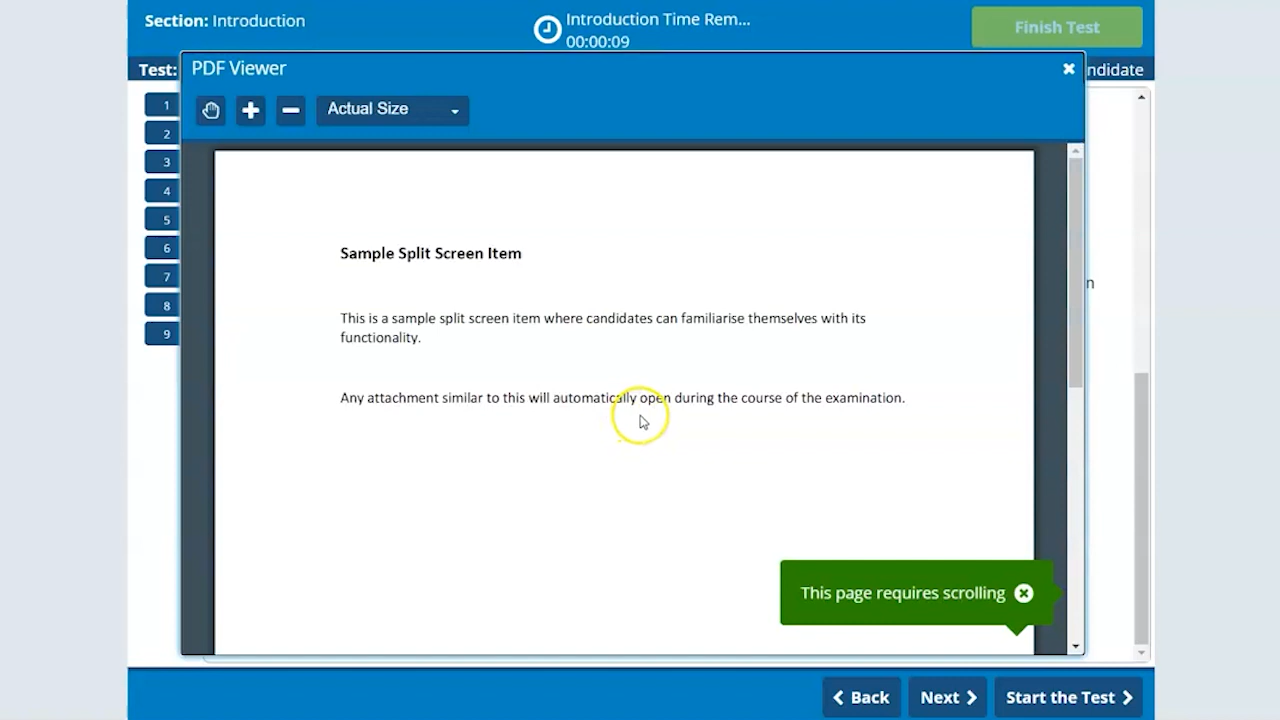 Section: Introduction
Introduction Time Rem...
00:00:09
Finish Test
Test:
ndidate
PDF Viewer
Actual Size
1
2
3
4
5
6
7
8
9
Sample Split Screen Item
This is a sample split screen item where candidates can familiarise themselves with its
functionality.
Any attachment similar to this will automatically open during the course of the examination.
n
This page requires scrolling
Back
Next
Start the Test